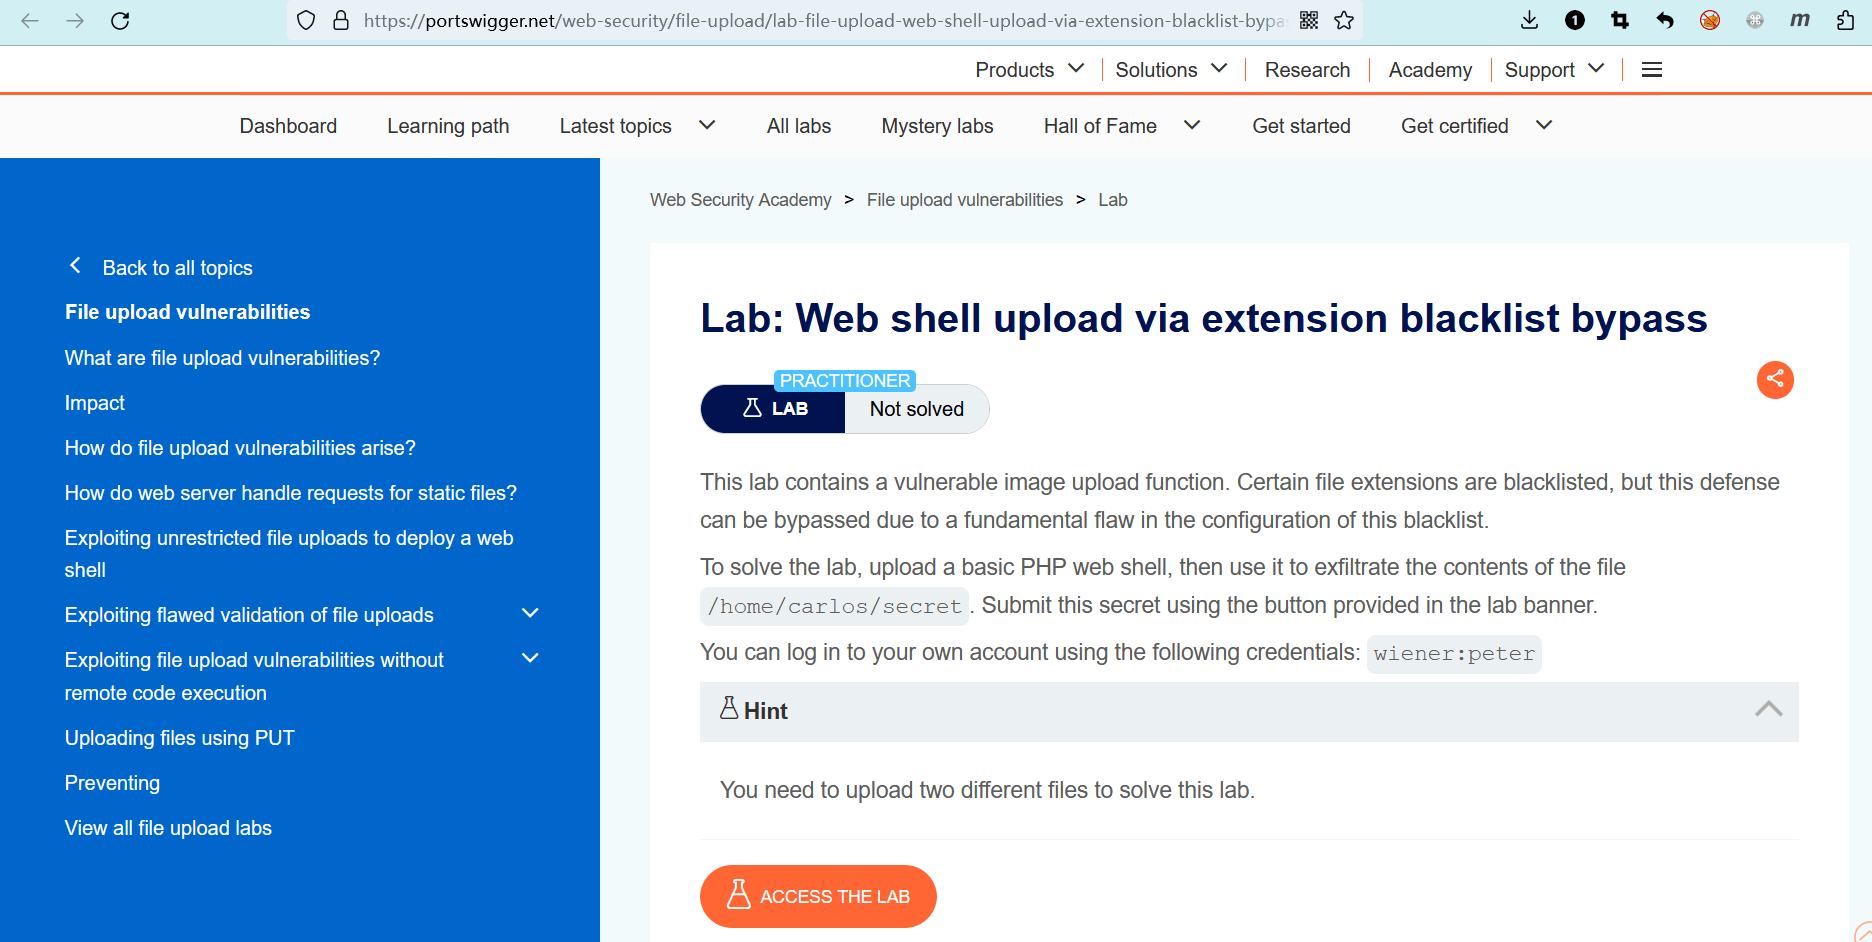 https://portswigger.net/web-security/file-upload/lab-file-upload-web-shell-upload-via-extension-blacklist-bypa
1
m
Products
Solutions
Research
Academy
Support
Dashboard
Learning path
Latest topics
All labs
Mystery labs
Hall of Fame
Get started
Get certified
Back to all topics
File upload vulnerabilities
What are file upload vulnerabilities?
Impact
How do file upload vulnerabilities arise?
How do web server handle requests for static files?
Exploiting unrestricted file uploads to deploy a web
shell
Exploiting flawed validation of file uploads
Exploiting file upload vulnerabilities without
remote code execution
Uploading files using PUT
Preventing
View all file upload labs
Web Security Academy > File upload vulnerabilities > Lab
Lab: Web shell upload via extension blacklist bypass
PRACTITIONER
LAB
Not solved
This lab contains a vulnerable image upload function. Certain file extensions are blacklisted, but this defense
can be bypassed due to a fundamental flaw in the configuration of this blacklist.
To solve the lab, upload a basic PHP web shell, then use it to exfiltrate the contents of the file
/home/carlos/secret. Submit this secret using the button provided in the lab banner.
You can log in to your own account using the following credentials: wiener:peter
Hint
You need to upload two different files to solve this lab.
ACCESS THE LAB